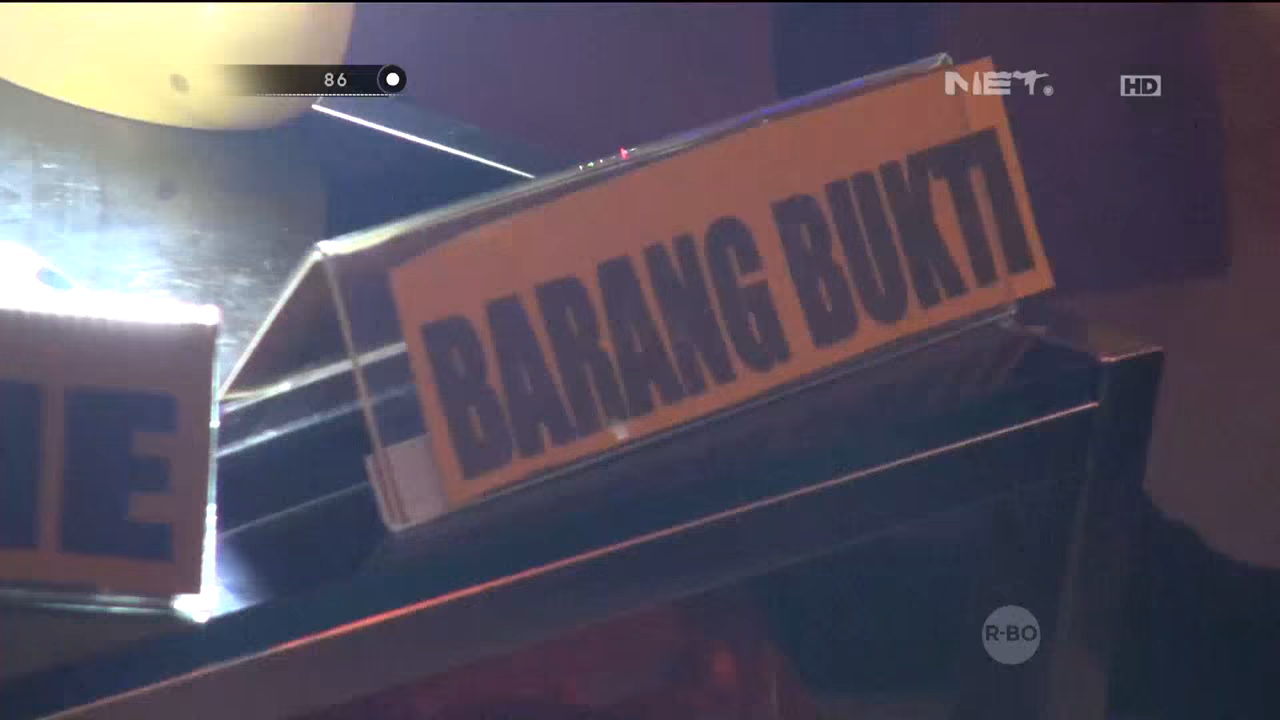 86
NET.
HD
BARANG BUKTI
IE
R-BO